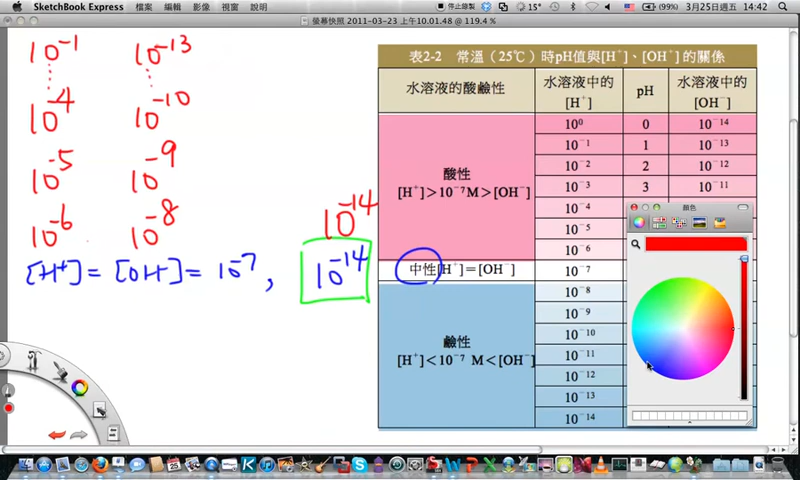 SketchBook Express 檔案 編輯 影像 視窗 輔助說明 停止錄製 15° (99%) 3月25日週五 14:42
螢幕快照 2011-03-23 上午10.01.48 @ 119.4 %
10⁻¹ 10⁻¹³
10⁻⁴ 10⁻¹⁰
10⁻⁵ 10⁻⁹
10⁻⁶ 10⁻⁸ 10⁻¹⁴
[H⁺] = [OH⁻] = 10⁻⁷, 10⁻¹⁴
表2-2 常溫（25℃）時pH值與[H⁺]、[OH⁻]的關係
水溶液的酸鹼性 水溶液中的[H⁺] pH 水溶液中的[OH⁻]
酸性
[H⁺]>10⁻⁷M>[OH⁻]
10⁰ 0 10⁻¹⁴
10⁻¹ 1 10⁻¹³
10⁻² 2 10⁻¹²
10⁻³ 3 10⁻¹¹
10⁻⁴
10⁻⁵
10⁻⁶
中性[H⁺]=[OH⁻] 10⁻⁷
鹼性
[H⁺]<10⁻⁷ M<[OH⁻]
10⁻⁸
10⁻⁹
10⁻¹⁰
10⁻¹¹
10⁻¹²
10⁻¹³
10⁻¹⁴
顏色